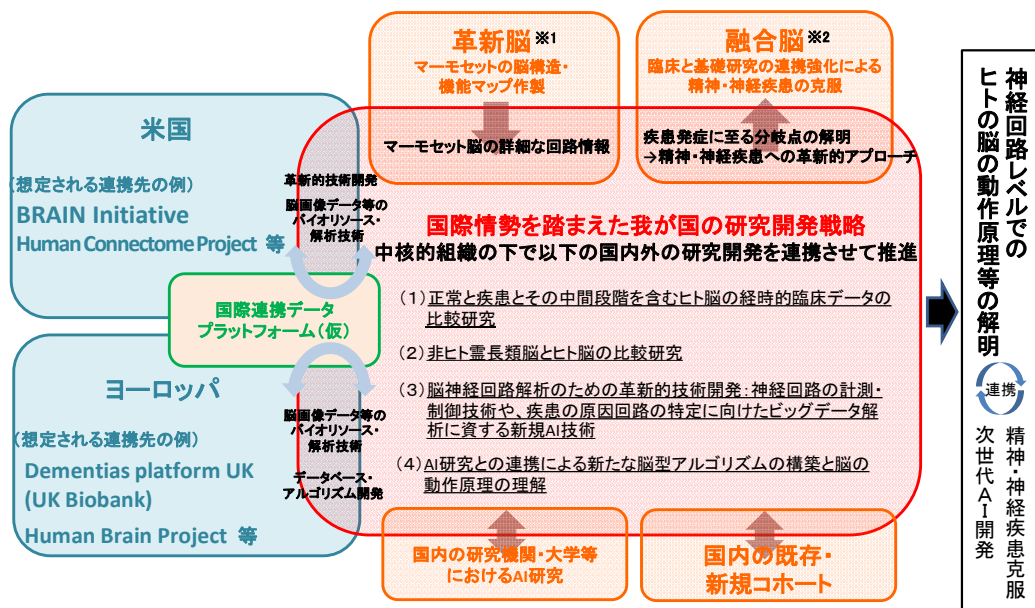 革新脳※1
マーモセットの脳構造・
機能マップ作製
マーモセット脳の詳細な回路情報
融合脳※2
臨床と基礎研究の連携強化による
精神・神経疾患の克服
疾患発症に至る分岐点の解明
→精神・神経疾患への革新的アプローチ
米国
(想定される連携先の例)
BRAIN Initiative
Human Connectome Project 等
革新的技術開発
脳画像データ等の
バイオリソース・
解析技術
国際連携データ
プラットフォーム(仮)
ヨーロッパ
(想定される連携先の例)
Dementias platform UK
(UK Biobank)
Human Brain Project 等
脳画像データ等の
バイオリソース・
解析技術
データベース・
アルゴリズム開発
国際情勢を踏まえた我が国の研究開発戦略
中核的組織の下で以下の国内外の研究開発を連携させて推進
(1)正常と疾患とその中間段階を含むヒト脳の経時的臨床データの
比較研究
(2)非ヒト霊長類脳とヒト脳の比較研究
(3)脳神経回路解析のための革新的技術開発:神経回路の計測・
制御技術や、疾患の原因回路の特定に向けたビッグデータ解
析に資する新規AI技術
(4)AI研究との連携による新たな脳型アルゴリズムの構築と脳の
動作原理の理解
国内の研究機関・大学等
におけるAI研究
国内の既存・
新規コホート
神経回路レベルでの
ヒトの脳の動作原理等の解明
連携
精神・神経疾患克服
次世代AI開発